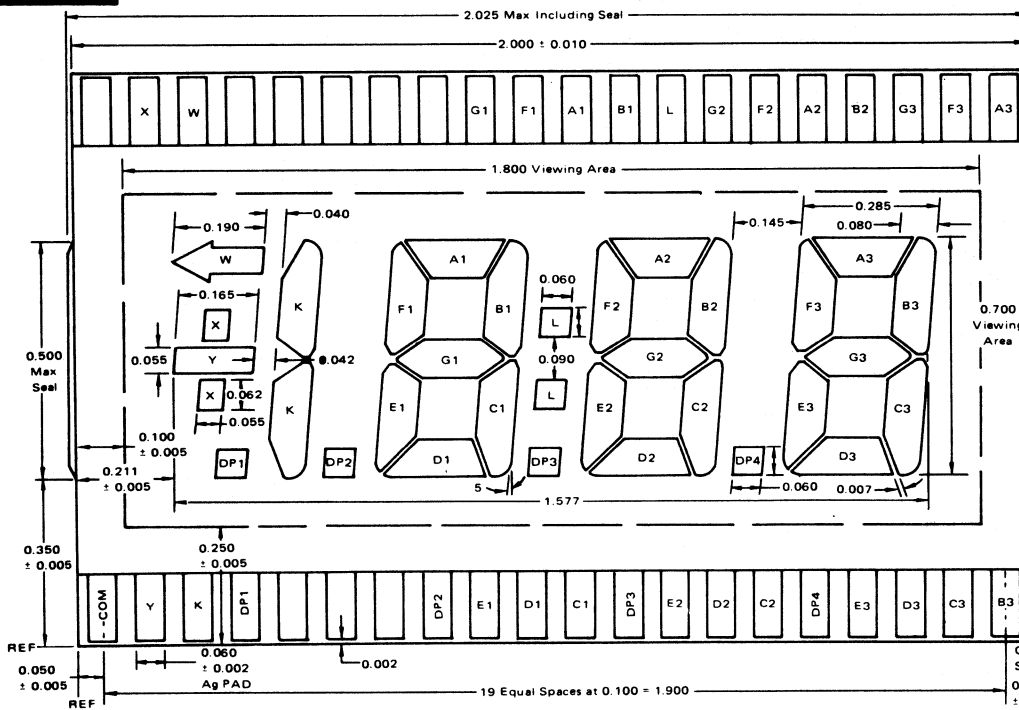 2.025 Max Including Seal
2.000 ± 0.010
X W G1 F1 A1 B1 L G2 F2 A2 B2 G3 F3 A3
1.800 Viewing Area
0.190
0.040
0.145
0.285
0.080
W
A1
A2
A3
0.165
K
F1
B1
0.060
F2
B2
F3
B3
X
L
0.700
Viewing
Area
0.500
Max
Seal
0.055
Y
0.042
G1
0.090
G2
G3
X
0.062
K
E1
C1
L
E2
C2
E3
C3
0.055
0.100
± 0.005
DP1
DP2
D1
DP3
D2
DP4
D3
0.211
± 0.005
5
0.060
0.007
1.577
0.350
± 0.005
0.250
± 0.005
COM Y K DP1 DP2 E1 D1 C1 DP3 E2 D2 C2 DP4 E3 D3 C3 B3
REF
0.050
± 0.005
REF
0.060
± 0.002
Ag PAD
0.002
19 Equal Spaces at 0.100 = 1.900